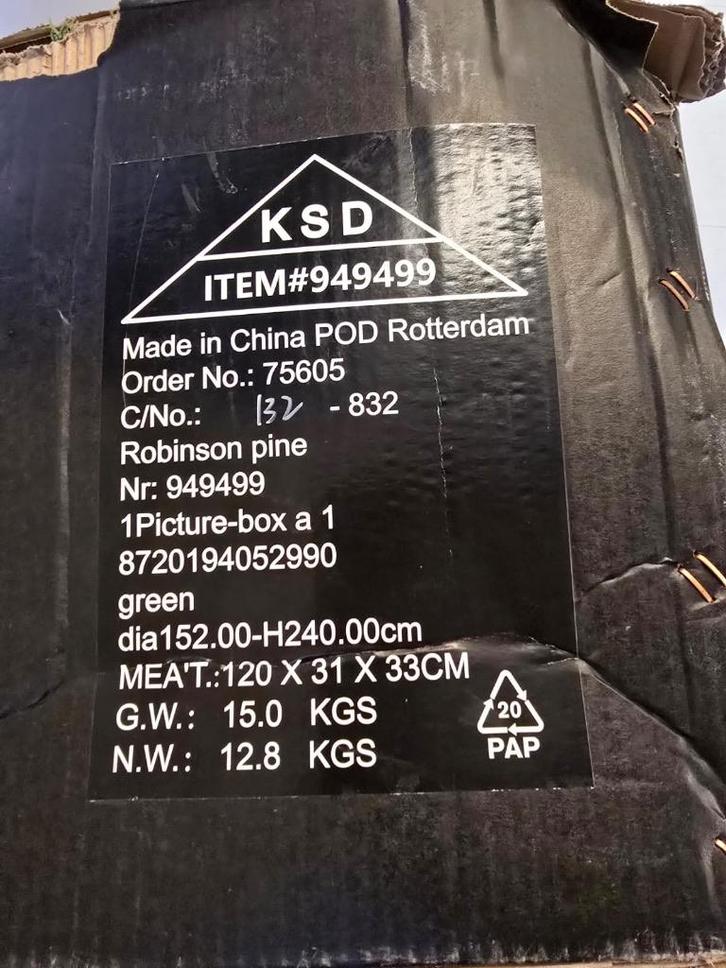 KSD
ITEM#949499
Made in China POD Rotterdam
Order No.: 75605
C/No.: 132 - 832
Robinson pine
Nr: 949499
1Picture-box a 1
8720194052990
green
dia152.00-H240.00cm
MEA'T.:120 X 31 X 33CM
G.W.: 15.0 KGS
N.W.: 12.8 KGS
20
PAP